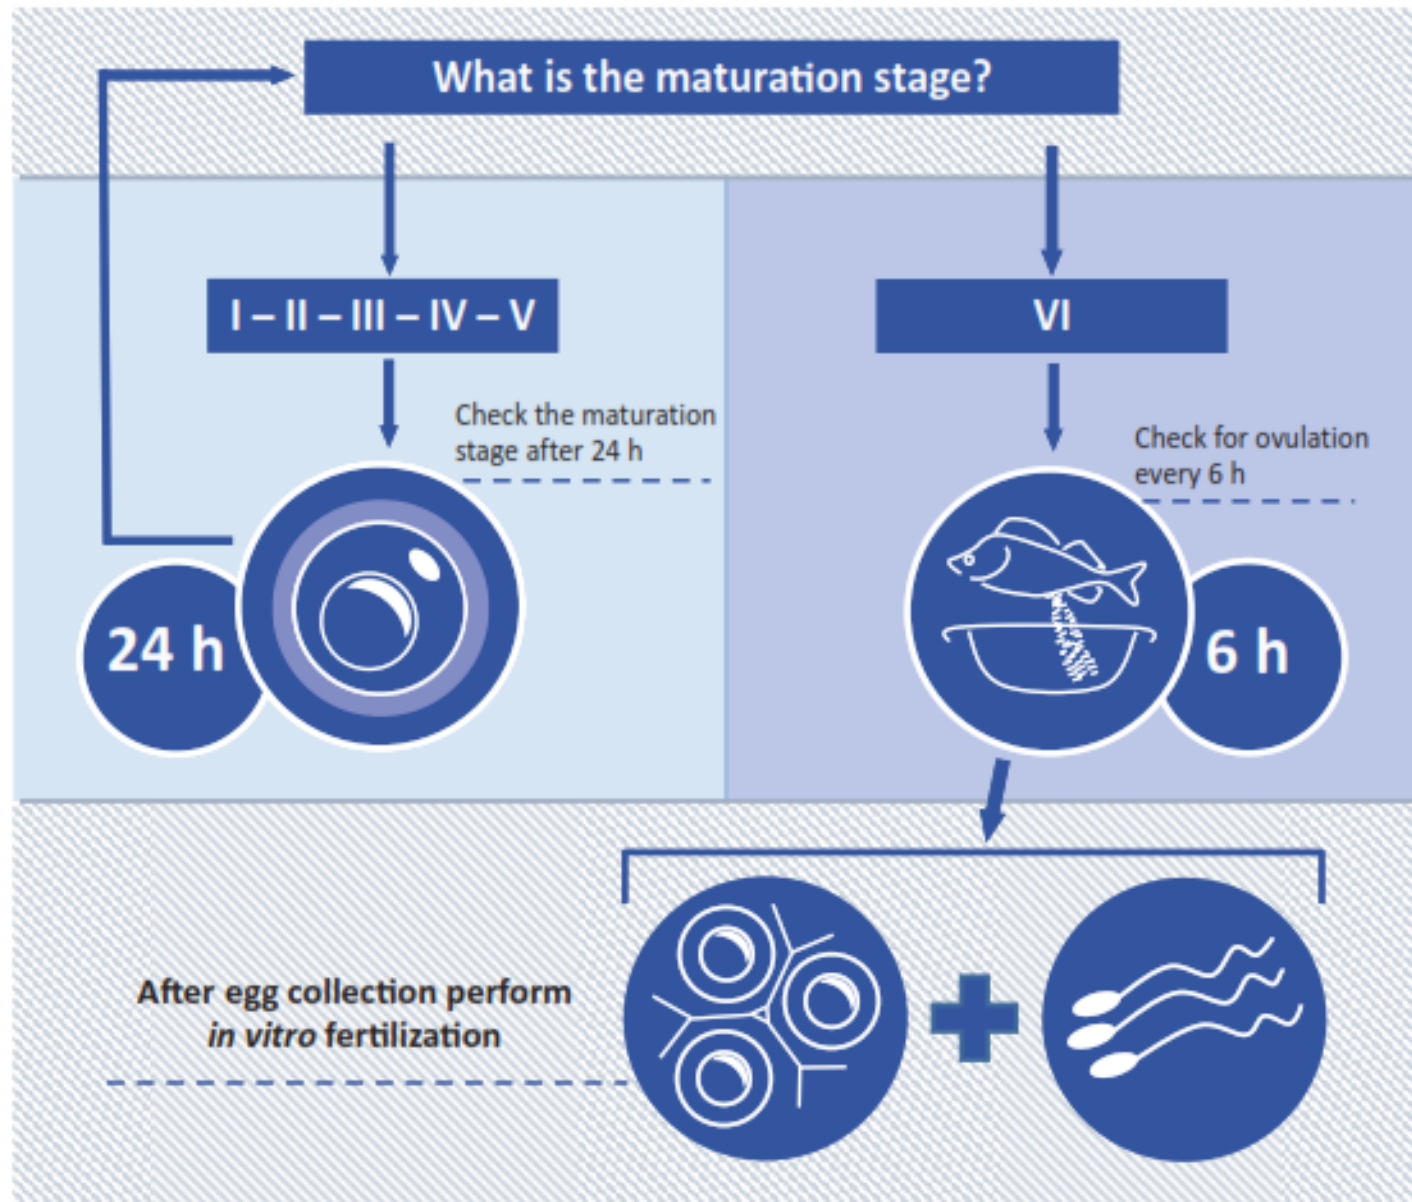 What is the maturation stage?
I – II – III – IV – V
VI
Check the maturation
stage after 24 h
Check for ovulation
every 6 h
24 h
6 h
After egg collection perform
in vitro fertilization